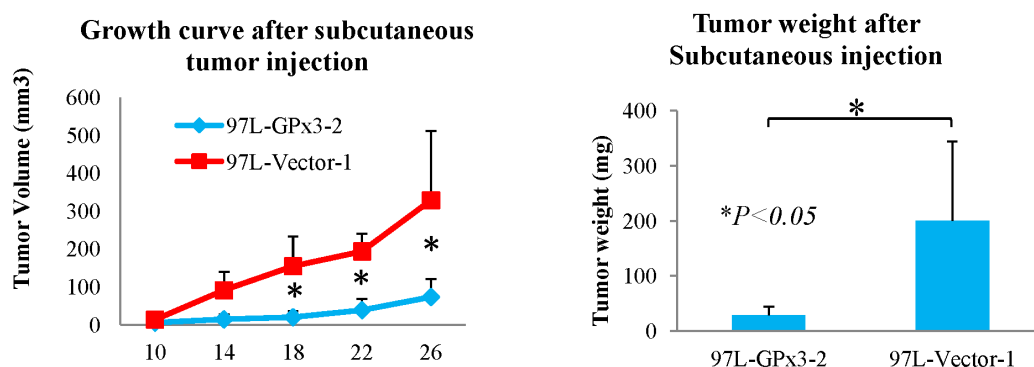 Growth curve after subcutaneous
tumor injection
Tumor Volume (mm3)
600
500
400
300
200
100
0
97L-GPx3-2
97L-Vector-1
*
*
*
10 14 18 22 26
Tumor weight after
Subcutaneous injection
Tumor weight (mg)
400
300
200
100
0
*
*P<0.05
97L-GPx3-2 97L-Vector-1